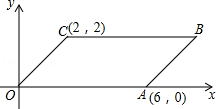 y
C (2, 2) B
O A (6, 0) x